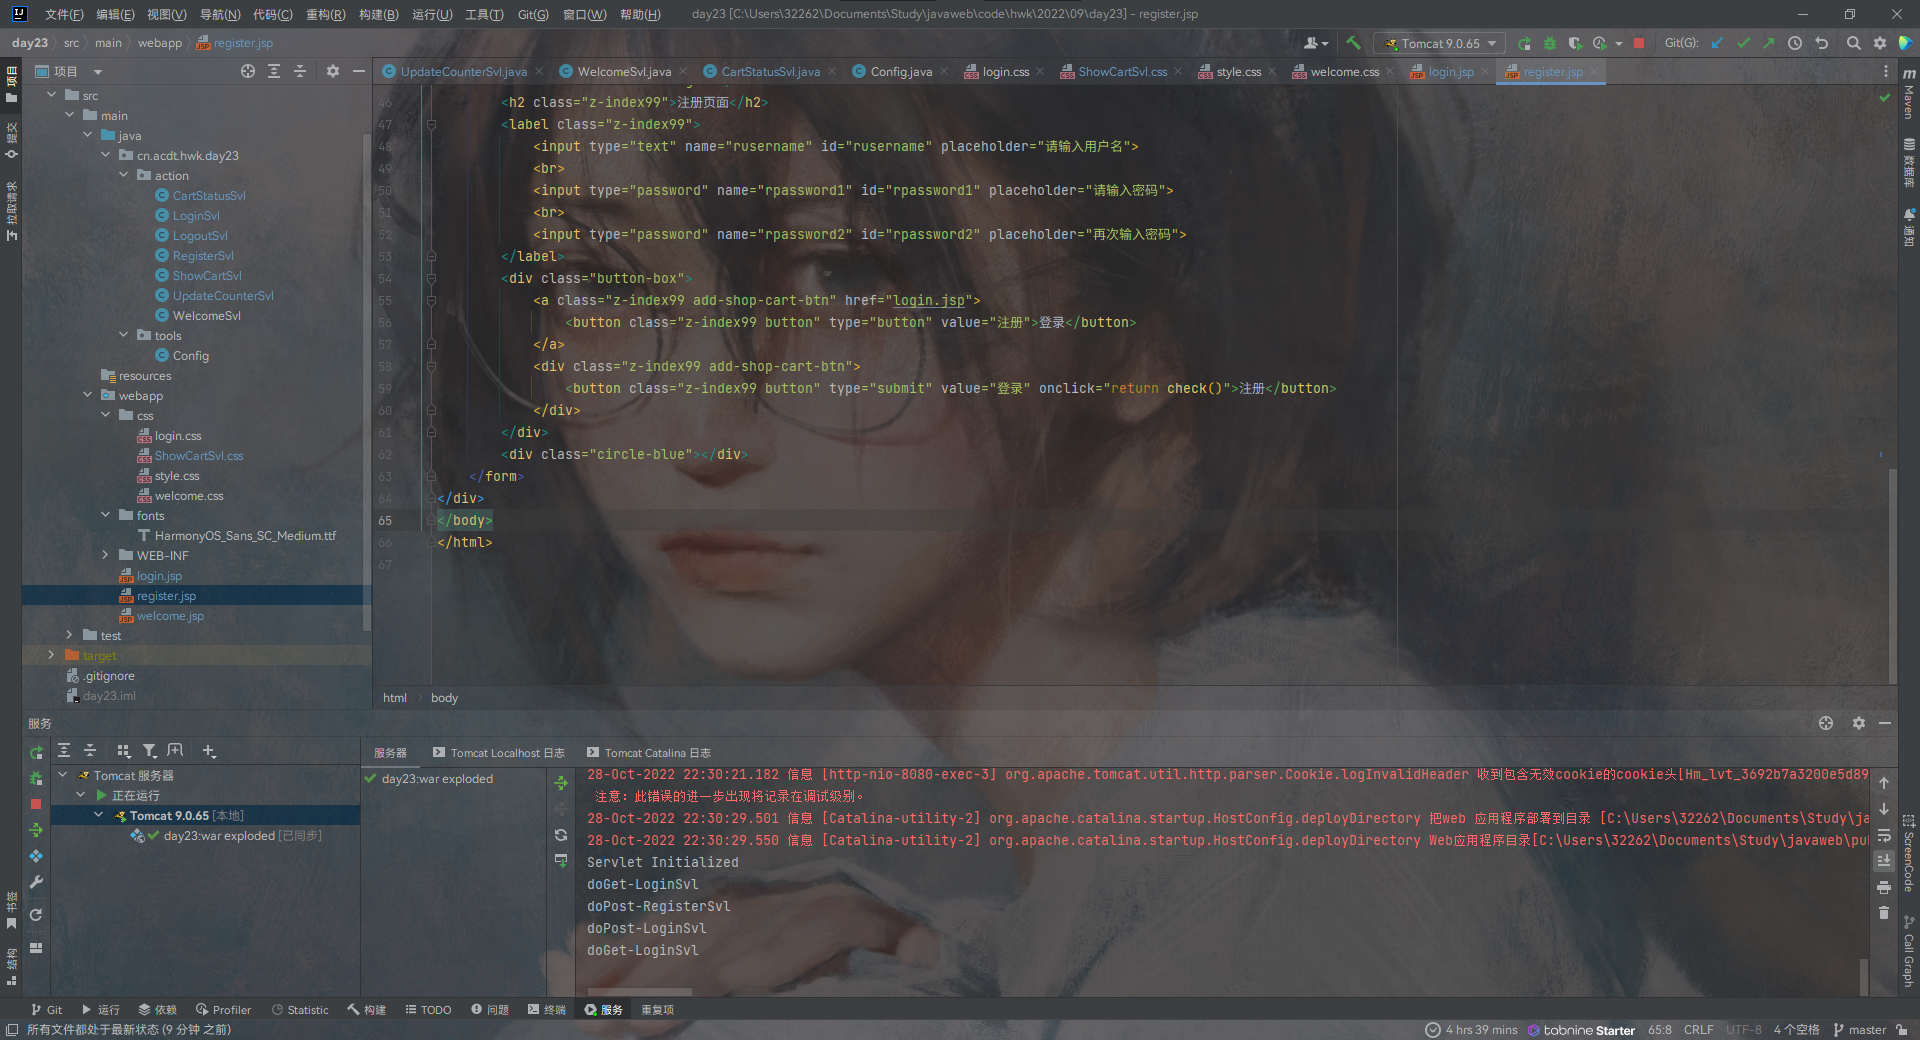 文件(F) 编辑(E) 视图(V) 导航(N) 代码(C) 重构(R) 构建(B) 运行(U) 工具(T) Git(G) 窗口(W) 帮助(H) day23 [C:\Users\32262\Documents\Study\javaweb\code\hwk\2022\09\day23] - register.jsp
day23 src main webapp register.jsp Tomcat 9.0.65 Git(G):
项目
提交
拉取请求
项目
src
main
java
cn.acdt.hwk.day23
action
CartStatusSvl
LoginSvl
LogoutSvl
RegisterSvl
ShowCartSvl
UpdateCounterSvl
WelcomeSvl
tools
Config
resources
webapp
css
login.css
ShowCartSvl.css
style.css
welcome.css
fonts
HarmonyOS_Sans_SC_Medium.ttf
WEB-INF
login.jsp
register.jsp
welcome.jsp
test
target
.gitignore
day23.iml
UpdateCounterSvl.java WelcomeSvl.java CartStatusSvl.java Config.java login.css ShowCartSvl.css style.css welcome.css login.jsp register.jsp
46 <h2 class="z-index99">注册页面</h2>
47 <label class="z-index99">
48 <input type="text" name="rusername" id="rusername" placeholder="请输入用户名">
49 <br>
50 <input type="password" name="rpassword1" id="rpassword1" placeholder="请输入密码">
51 <br>
52 <input type="password" name="rpassword2" id="rpassword2" placeholder="再次输入密码">
53 </label>
54 <div class="button-box">
55 <a class="z-index99 add-shop-cart-btn" href="login.jsp">
56 <button class="z-index99 button" type="button" value="注册">登录</button>
57 </a>
58 <div class="z-index99 add-shop-cart-btn">
59 <button class="z-index99 button" type="submit" value="登录" onclick="return check()">注册</button>
60 </div>
61 </div>
62 <div class="circle-blue"></div>
63 </form>
64 </div>
65 </body>
66 </html>
67
html body
Maven
数据库
通知
服务
Tomcat 服务器
正在运行
Tomcat 9.0.65 [本地]
day23:war exploded [已同步]
服务器 Tomcat Localhost 日志 Tomcat Catalina 日志
day23:war exploded
28-Oct-2022 22:30:21.182 信息 [http-nio-8080-exec-3] org.apache.tomcat.util.http.parser.Cookie.logInvalidHeader 收到包含无效cookie的cookie头[Hm_lvt_3692b7a3200e5d89
注意：此错误的进一步出现将记录在调试级别。
28-Oct-2022 22:30:29.501 信息 [Catalina-utility-2] org.apache.catalina.startup.HostConfig.deployDirectory 把web 应用程序部署到目录 [C:\Users\32262\Documents\Study\ja
28-Oct-2022 22:30:29.550 信息 [Catalina-utility-2] org.apache.catalina.startup.HostConfig.deployDirectory Web应用程序目录[C:\Users\32262\Documents\Study\javaweb\pu
Servlet Initialized
doGet-LoginSvl
doPost-RegisterSvl
doPost-LoginSvl
doGet-LoginSvl
书签
结构
ScreenCode
Call Graph
Git 运行 依赖 Profiler Statistic 构建 TODO 问题 终端 服务 重复项
所有文件都处于最新状态 (9 分钟 之前) 4 hrs 39 mins tabnine Starter 65:8 CRLF UTF-8 4 个空格 master